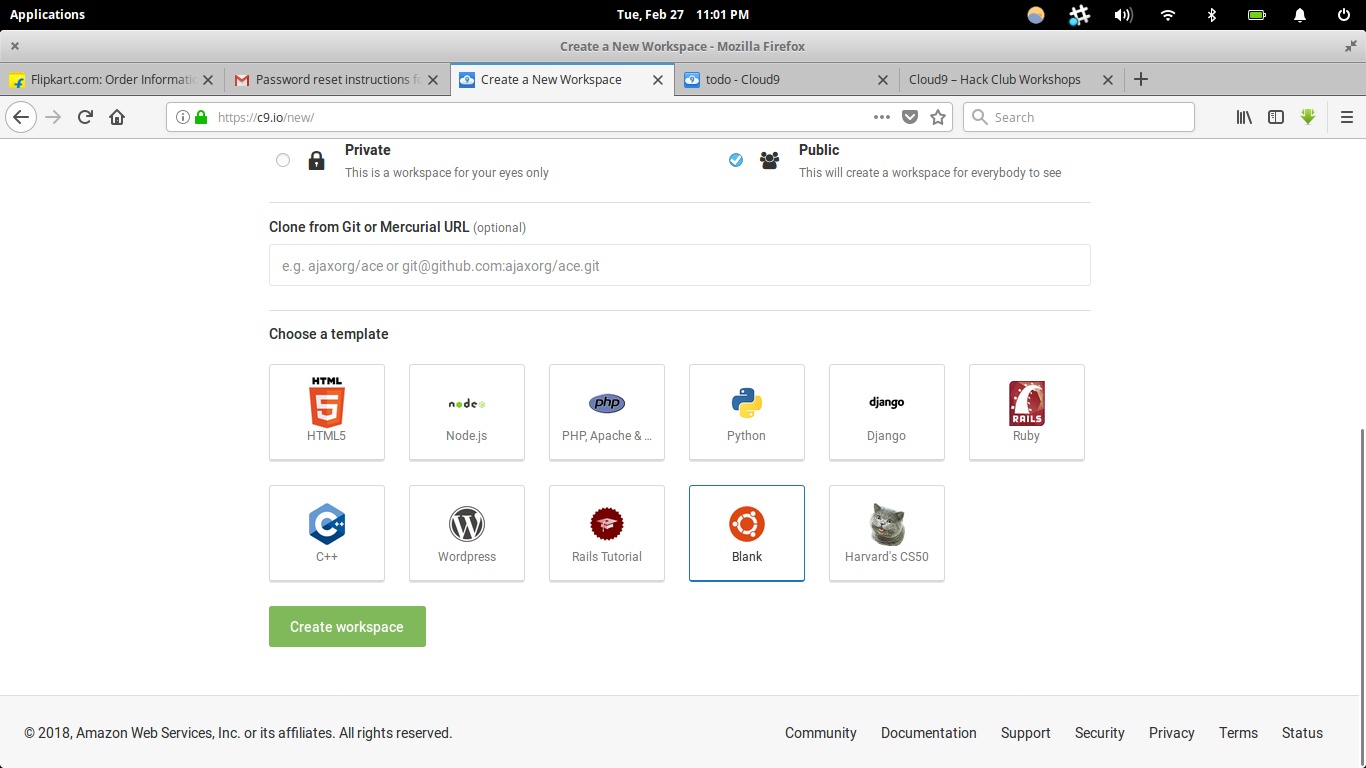 Applications
Tue, Feb 27 11:01 PM
Create a New Workspace - Mozilla Firefox
Flipkart.com: Order Informati
Password reset instructions fo
Create a New Workspace
toto - Cloud9
Cloud9 – Hack Club Workshops
https://c9.io/new/
Search
Private
This is a workspace for your eyes only
Public
This will create a workspace for everybody to see
Clone from Git or Mercurial URL (optional)
e.g. ajaxorg/ace or git@github.com:ajaxorg/ace.git
Choose a template
HTML
5
HTML5
node
Node.js
php
PHP, Apache & ...
Python
django
Django
RAILS
Ruby
C++
C++
W
Wordpress
Rails Tutorial
Blank
Harvard's CS50
Create workspace
© 2018, Amazon Web Services, Inc. or its affiliates. All rights reserved.
Community
Documentation
Support
Security
Privacy
Terms
Status